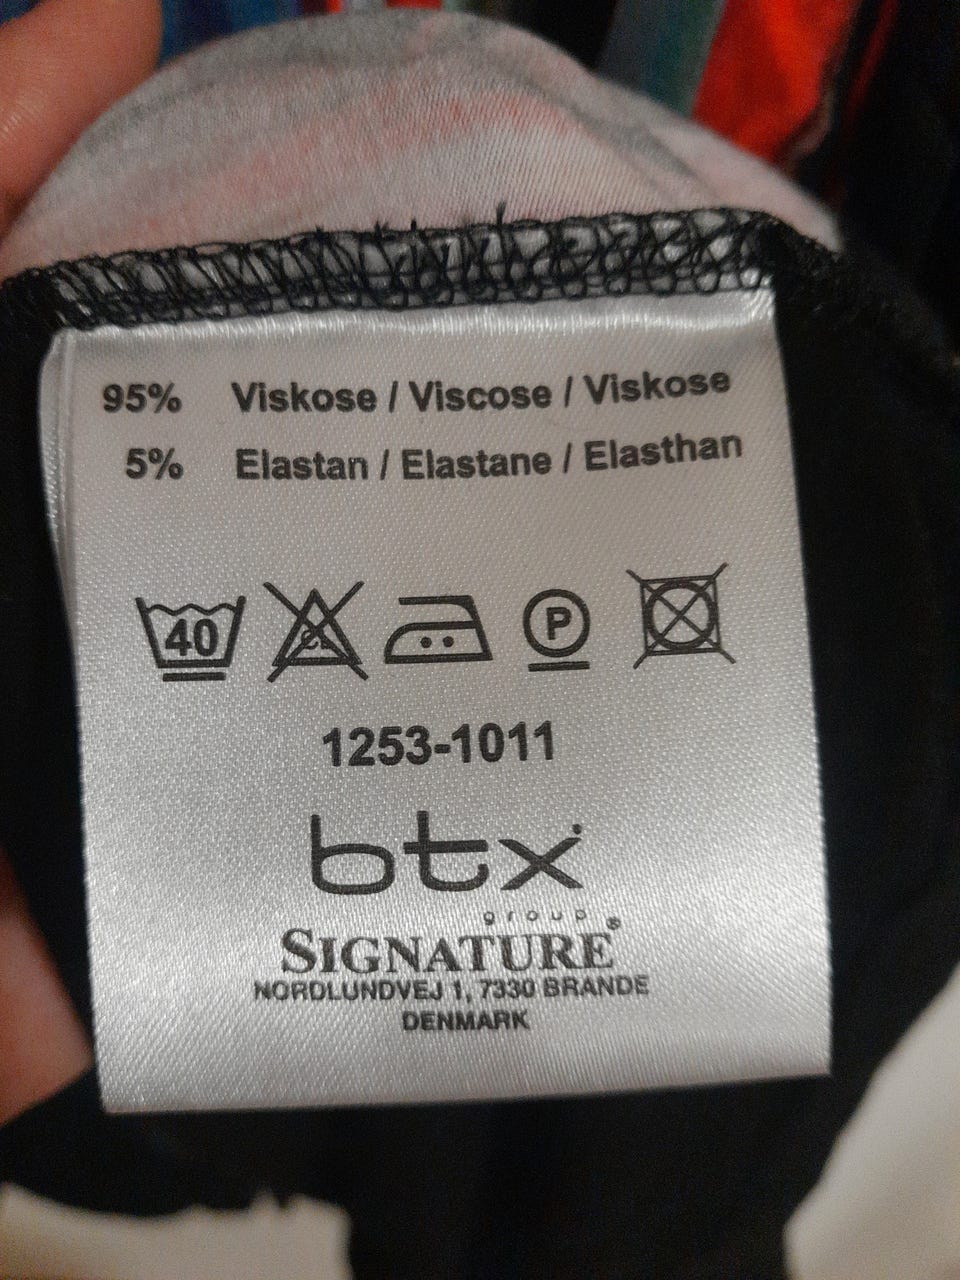 95% Viskose / Viscose / Viskose
5% Elastan / Elastane / Elasthan
40 CL P
1253-1011
btx
group
SIGNATURE®
NORDLUNDVEJ 1, 7330 BRANDE
DENMARK